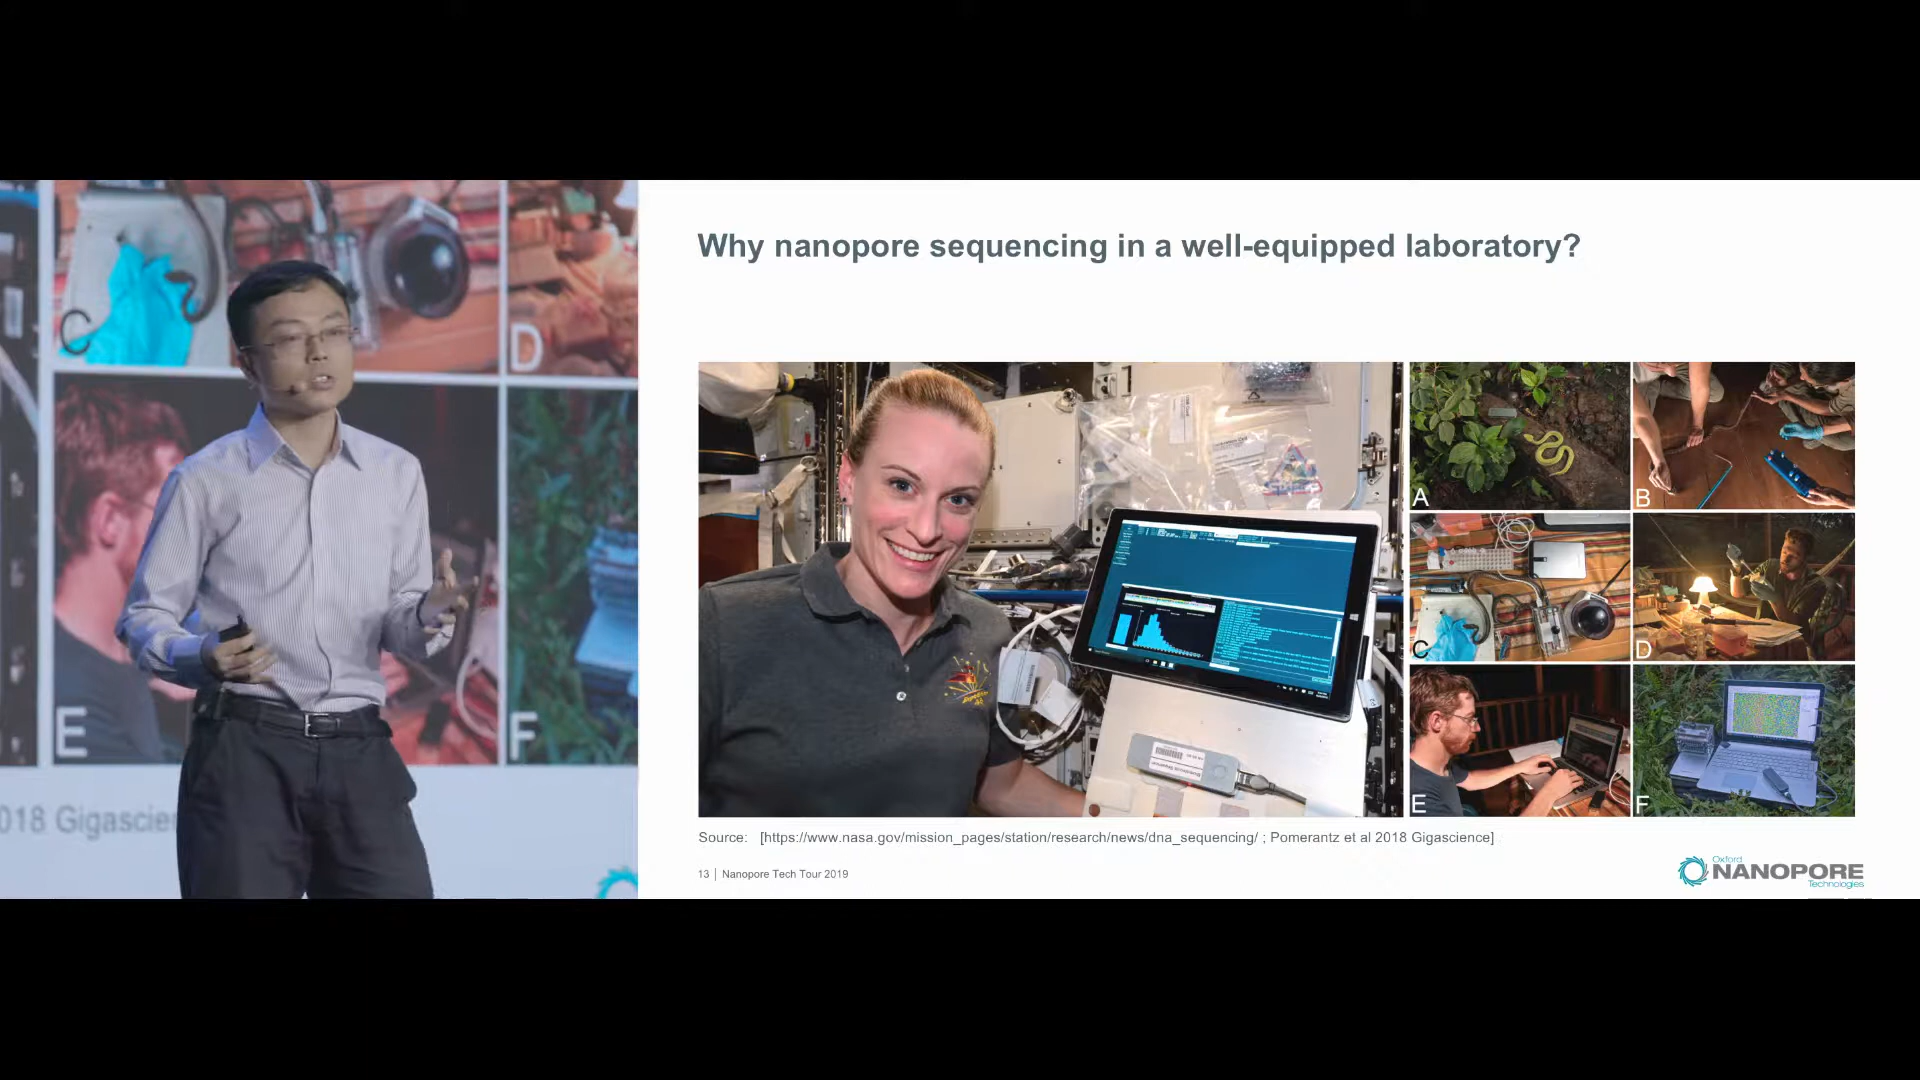 C
D
E
F
018 Gigascie
Why nanopore sequencing in a well-equipped laboratory?
A
B
C
D
E
F
Source: [https://www.nasa.gov/mission_pages/station/research/news/dna_sequencing/ ; Pomerantz et al 2018 Gigascience]
13 | Nanopore Tech Tour 2019
Oxford
NANOPORE
Technologies